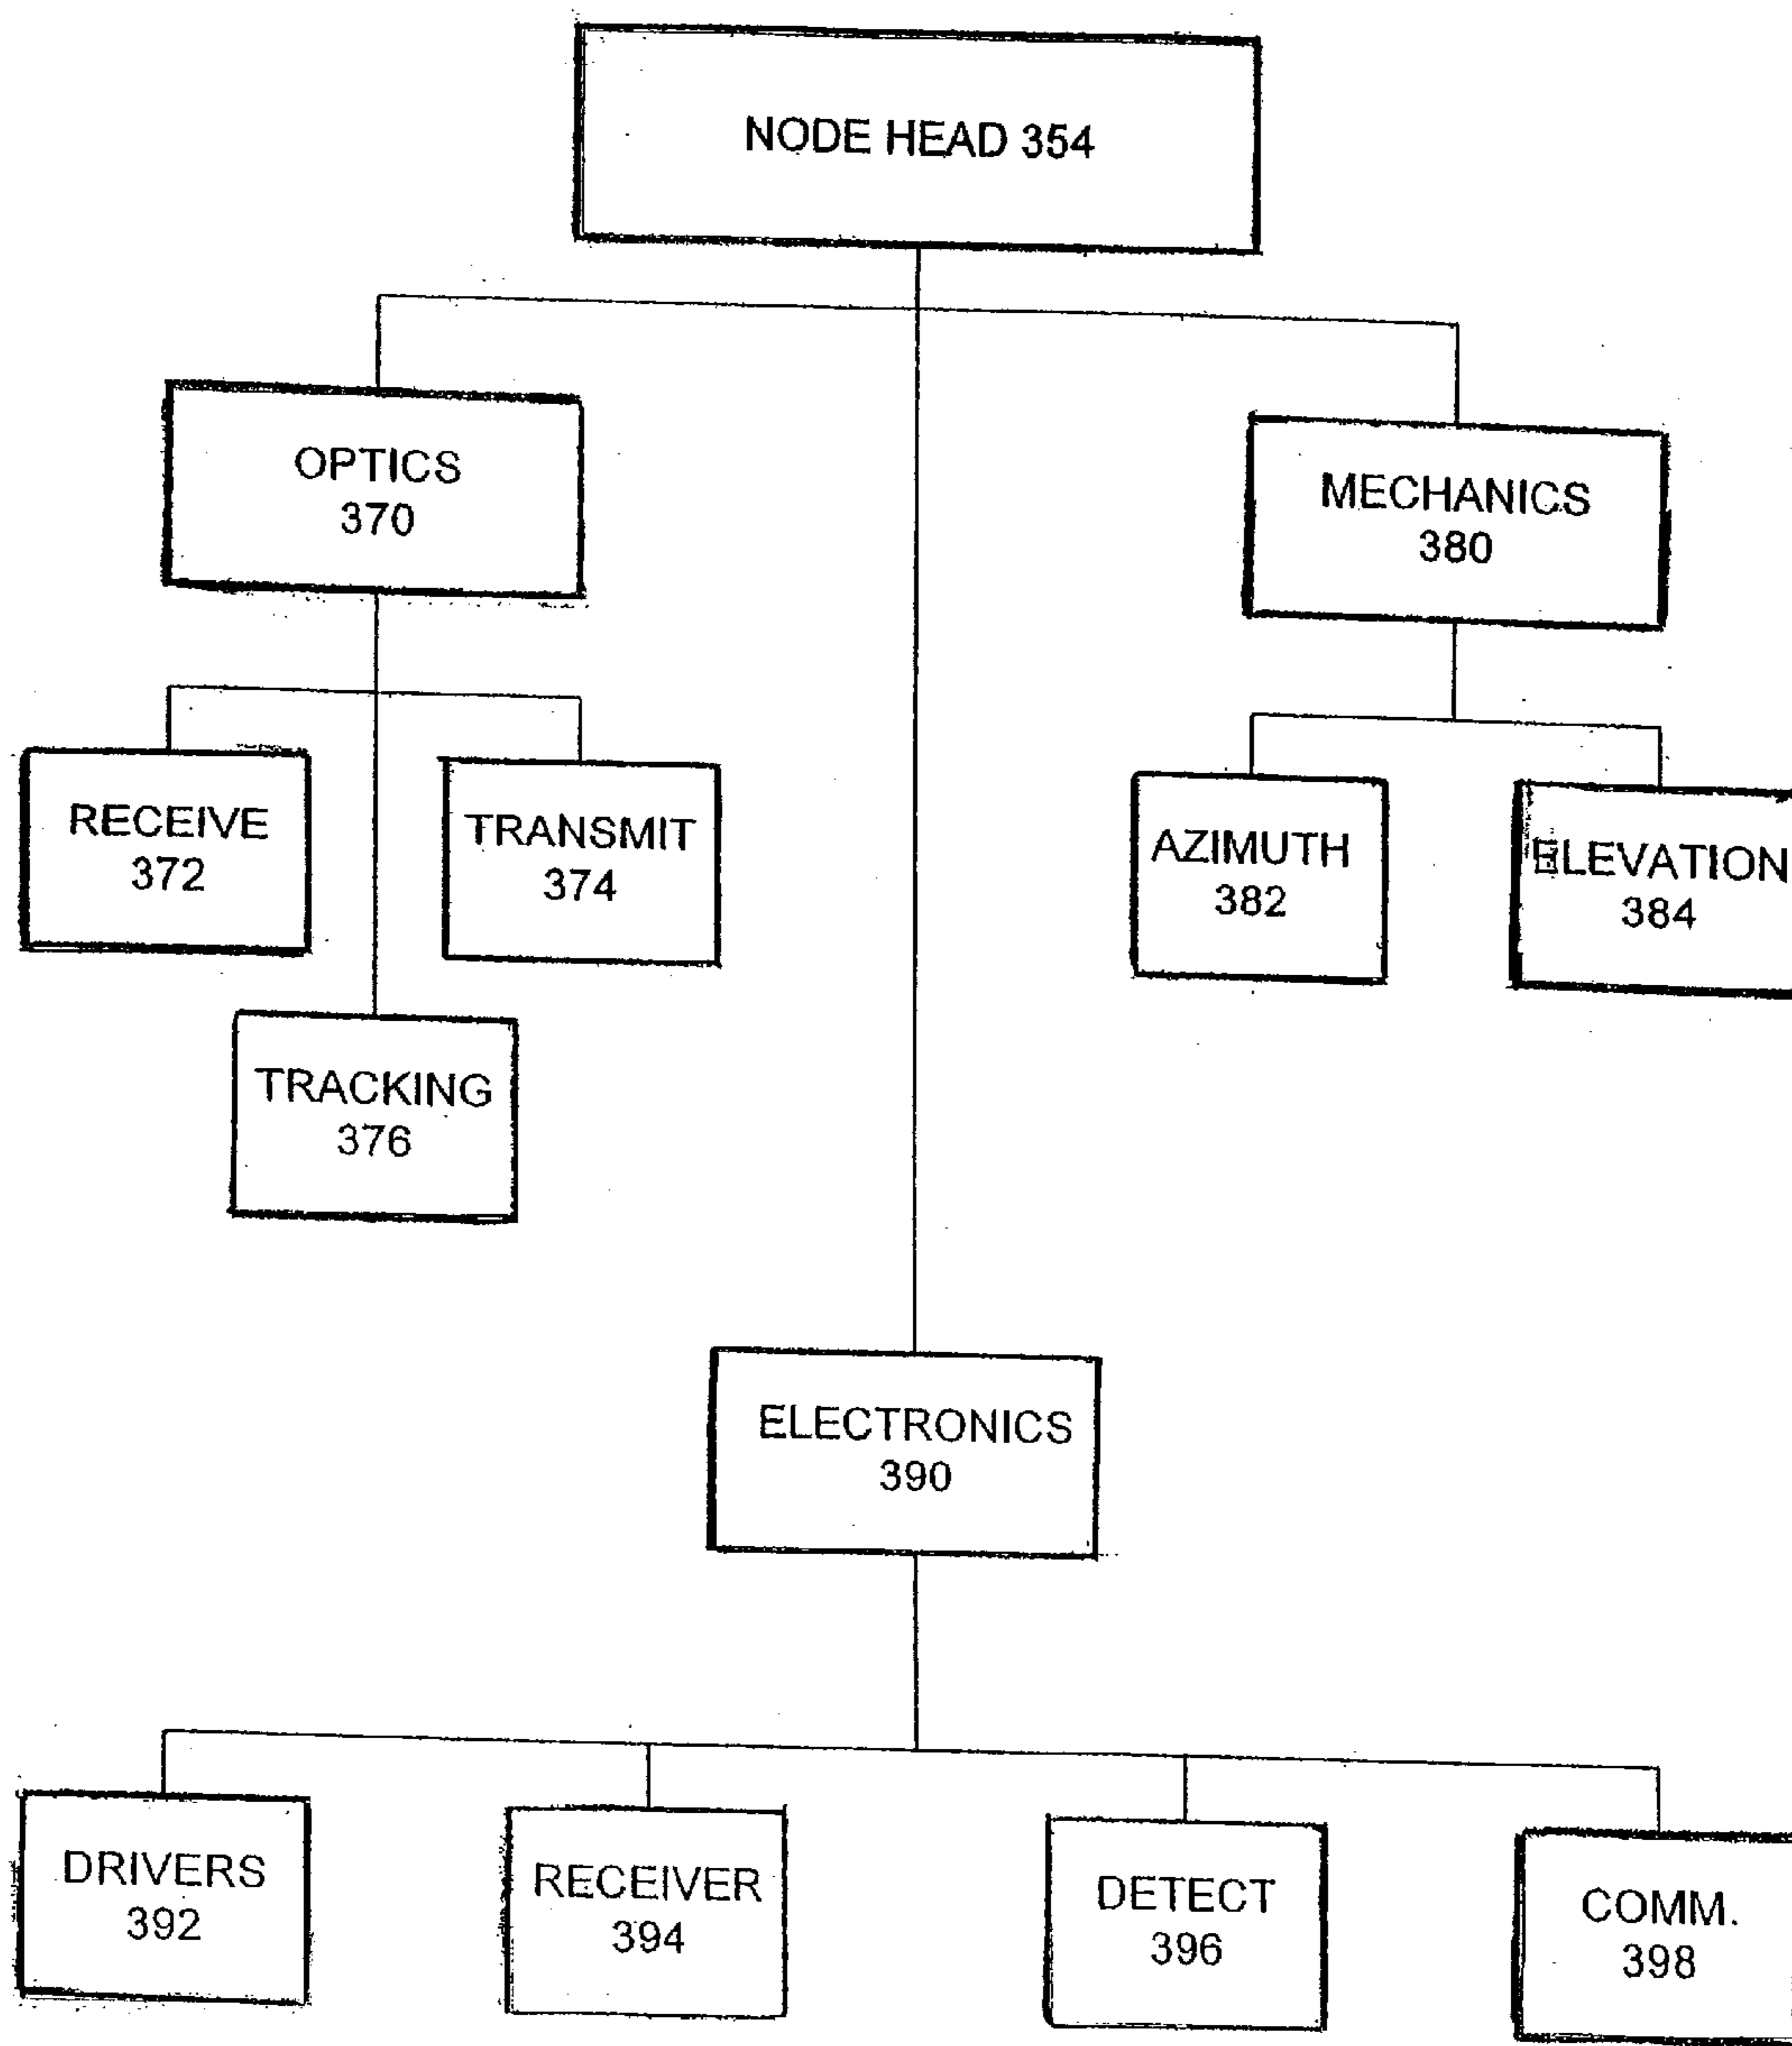 NODE HEAD 354
OPTICS
370
MECHANICS
380
RECEIVE
372
TRANSMIT
374
AZIMUTH
382
ELEVATION
384
TRACKING
376
ELECTRONICS
390
DRIVERS
392
RECEIVER
394
DETECT
396
COMM.
398